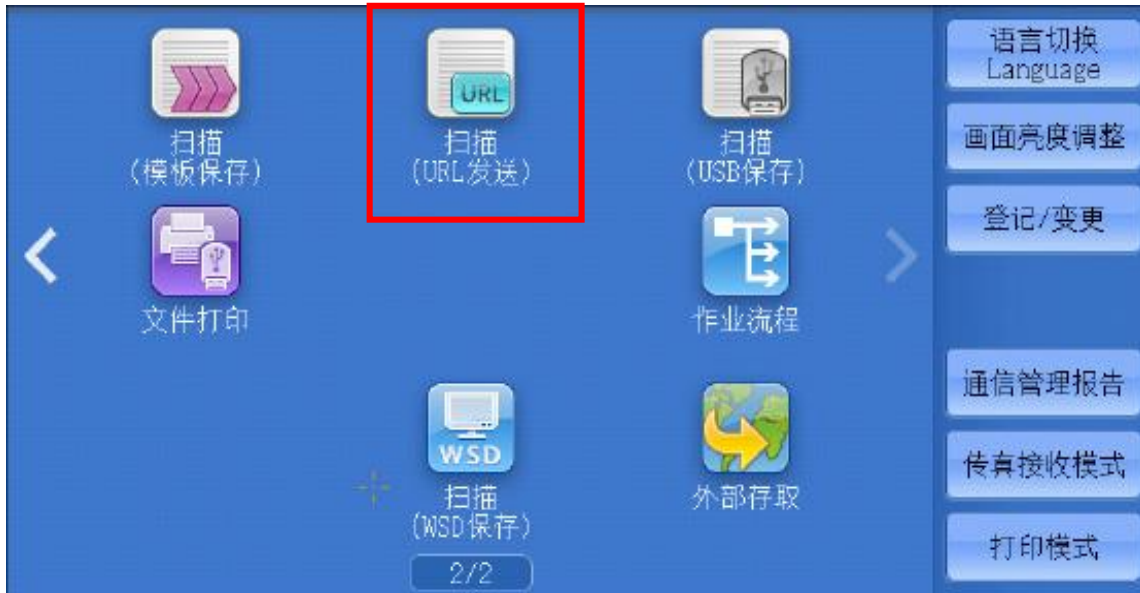 URL
扫描
(模板保存)
扫描
(URL发送)
扫描
(USB保存)
文件打印
作业流程
WSD
扫描
(WSD保存)
外部存取
2/2
语言切换
Language
画面亮度调整
登记/变更
通信管理报告
传真接收模式
打印模式